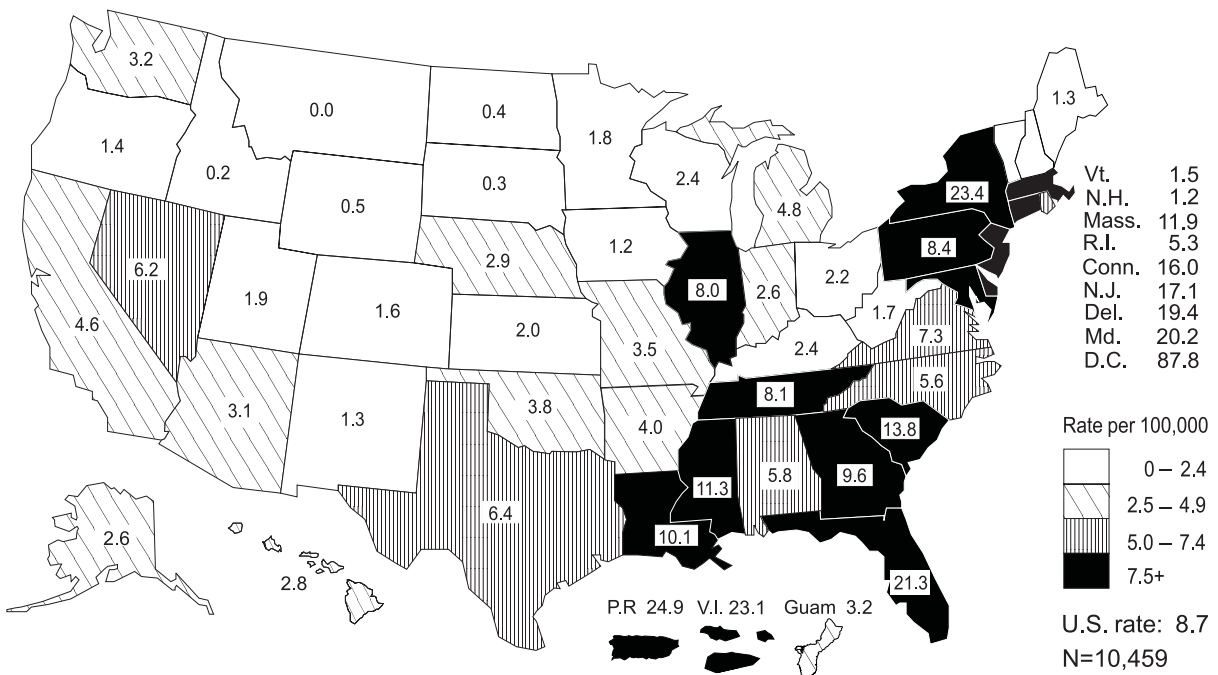 3.2
0.0
0.4
1.8
1.3
1.4
0.2
0.3
2.4
4.8
23.4
0.5
1.2
8.4
6.2
1.9
1.6
2.9
8.0
2.6
2.2
1.7
7.3
4.6
2.0
3.5
2.4
5.6
3.1
1.3
3.8
4.0
8.1
13.8
6.4
10.1
11.3
5.8
9.6
21.3
2.6
2.8
Vt. 1.5
N.H. 1.2
Mass. 11.9
R.I. 5.3
Conn. 16.0
N.J. 17.1
Del. 19.4
Md. 20.2
D.C. 87.8
Rate per 100,000
0 – 2.4
2.5 – 4.9
5.0 – 7.4
7.5+
P.R 24.9 V.I. 23.1 Guam 3.2
U.S. rate: 8.7
N=10,459